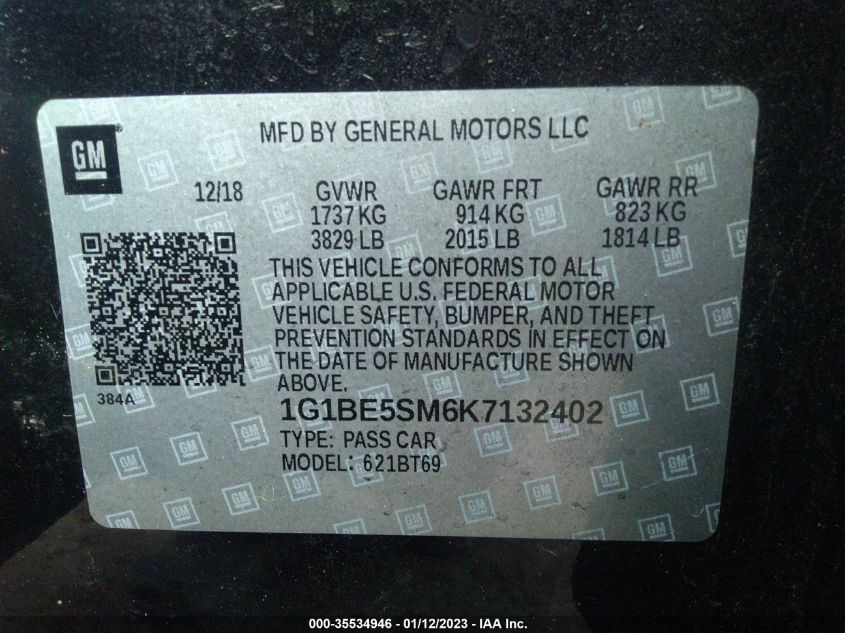 MFD BY GENERAL MOTORS LLC
GM
12/18 GVWR GAWR FRT GAWR RR
1737 KG 914 KG 823 KG
3829 LB 2015 LB 1814 LB
THIS VEHICLE CONFORMS TO ALL
APPLICABLE U.S. FEDERAL MOTOR
VEHICLE SAFETY, BUMPER, AND THEFT
PREVENTION STANDARDS IN EFFECT ON
THE DATE OF MANUFACTURE SHOWN
ABOVE.
384A
1G1BE5SM6K7132402
TYPE: PASS CAR
MODEL: 621BT69
000-35534946 - 01/12/2023 - © IAA Inc.